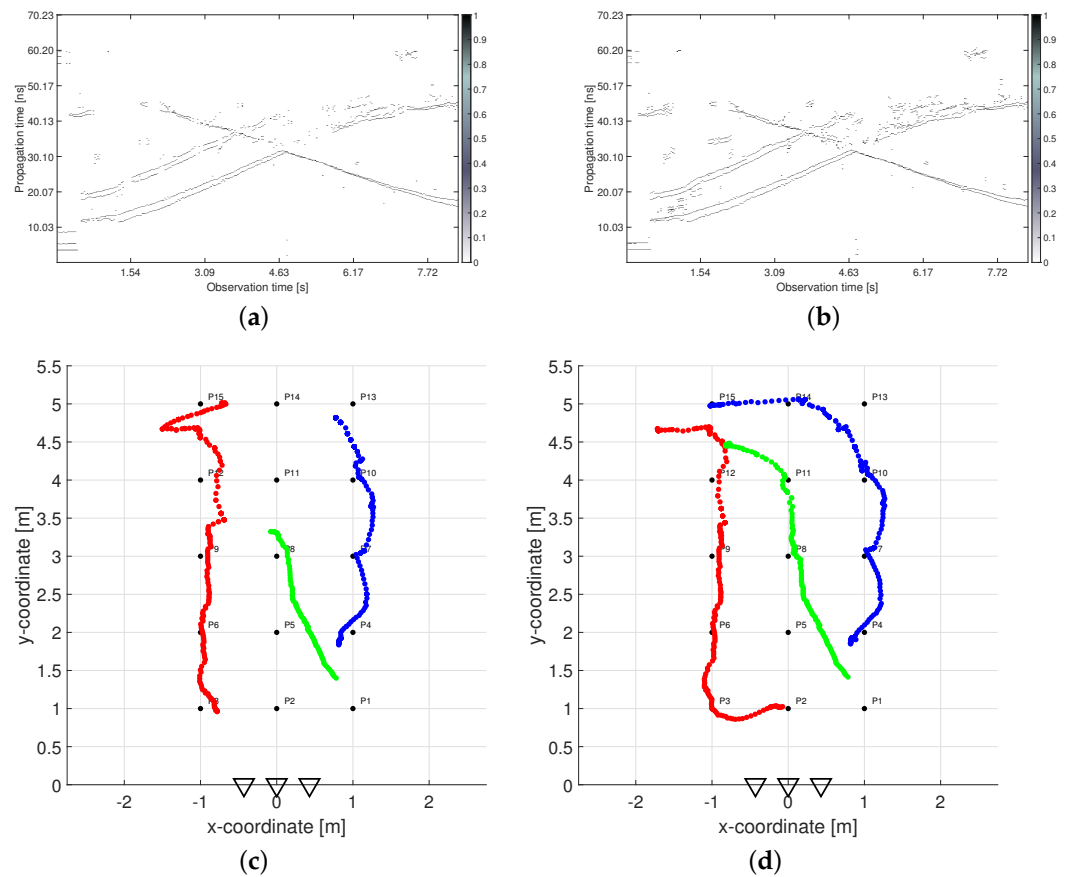 70.23
60.20
50.17
40.13
30.10
20.07
10.03
Propagation time [ns]
1.54 3.09 4.63 6.17 7.72
Observation time [s]
1
0.9
0.8
0.7
0.6
0.5
0.4
0.3
0.2
0.1
0
(a)
70.23
60.20
50.17
40.13
30.10
20.07
10.03
Propagation time [ns]
1.54 3.09 4.63 6.17 7.72
Observation time [s]
1
0.9
0.8
0.7
0.6
0.5
0.4
0.3
0.2
0.1
0
(b)
5.5
5
4.5
4
3.5
3
2.5
2
1.5
1
0.5
0
y-coordinate [m]
P15 P14 P13
P12 P11 P10
P9 P8 P7
P6 P5 P4
P3 P2 P1
-2 -1 0 1 2
x-coordinate [m]
(c)
5.5
5
4.5
4
3.5
3
2.5
2
1.5
1
0.5
0
y-coordinate [m]
P15 P14 P13
P12 P11 P10
P9 P8 P7
P6 P5 P4
P3 P2 P1
-2 -1 0 1 2
x-coordinate [m]
(d)